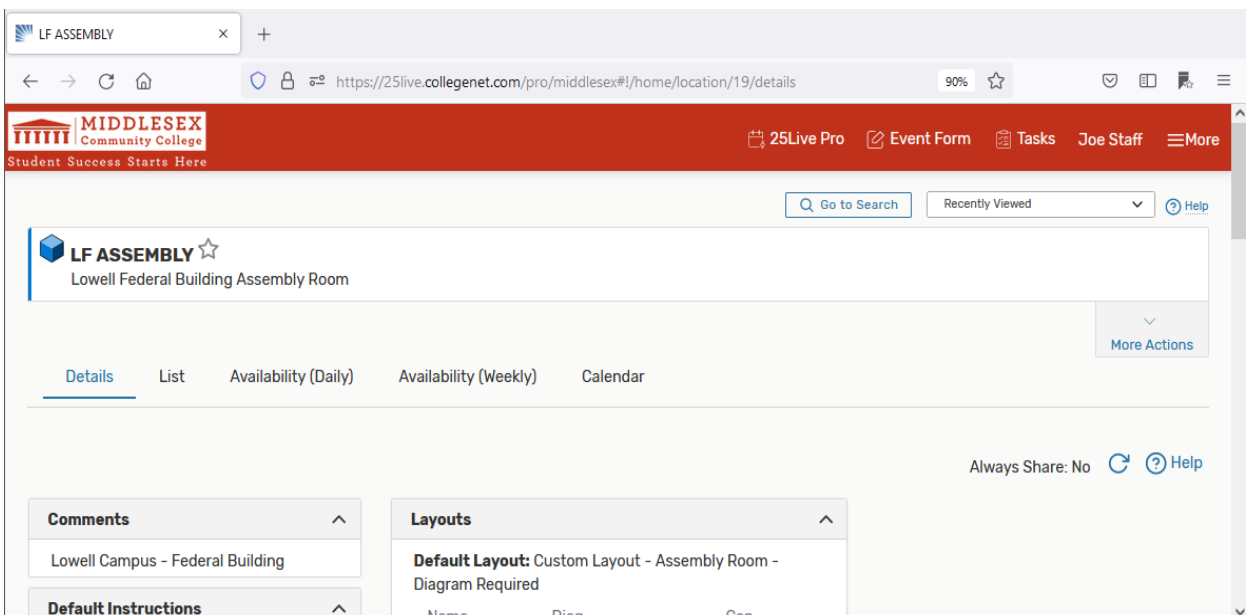 LF ASSEMBLY
https://25live.collegenet.com/pro/middlesex#!/home/location/19/details
90%
MIDDLESEX
Community College
Student Success Starts Here
25Live Pro
Event Form
Tasks
Joe Staff
More
Go to Search
Recently Viewed
Help
LF ASSEMBLY
Lowell Federal Building Assembly Room
More Actions
Details List Availability (Daily) Availability (Weekly) Calendar
Always Share: No
Help
Comments
Lowell Campus - Federal Building
Default Instructions
Layouts
Default Layout: Custom Layout - Assembly Room -
Diagram Required